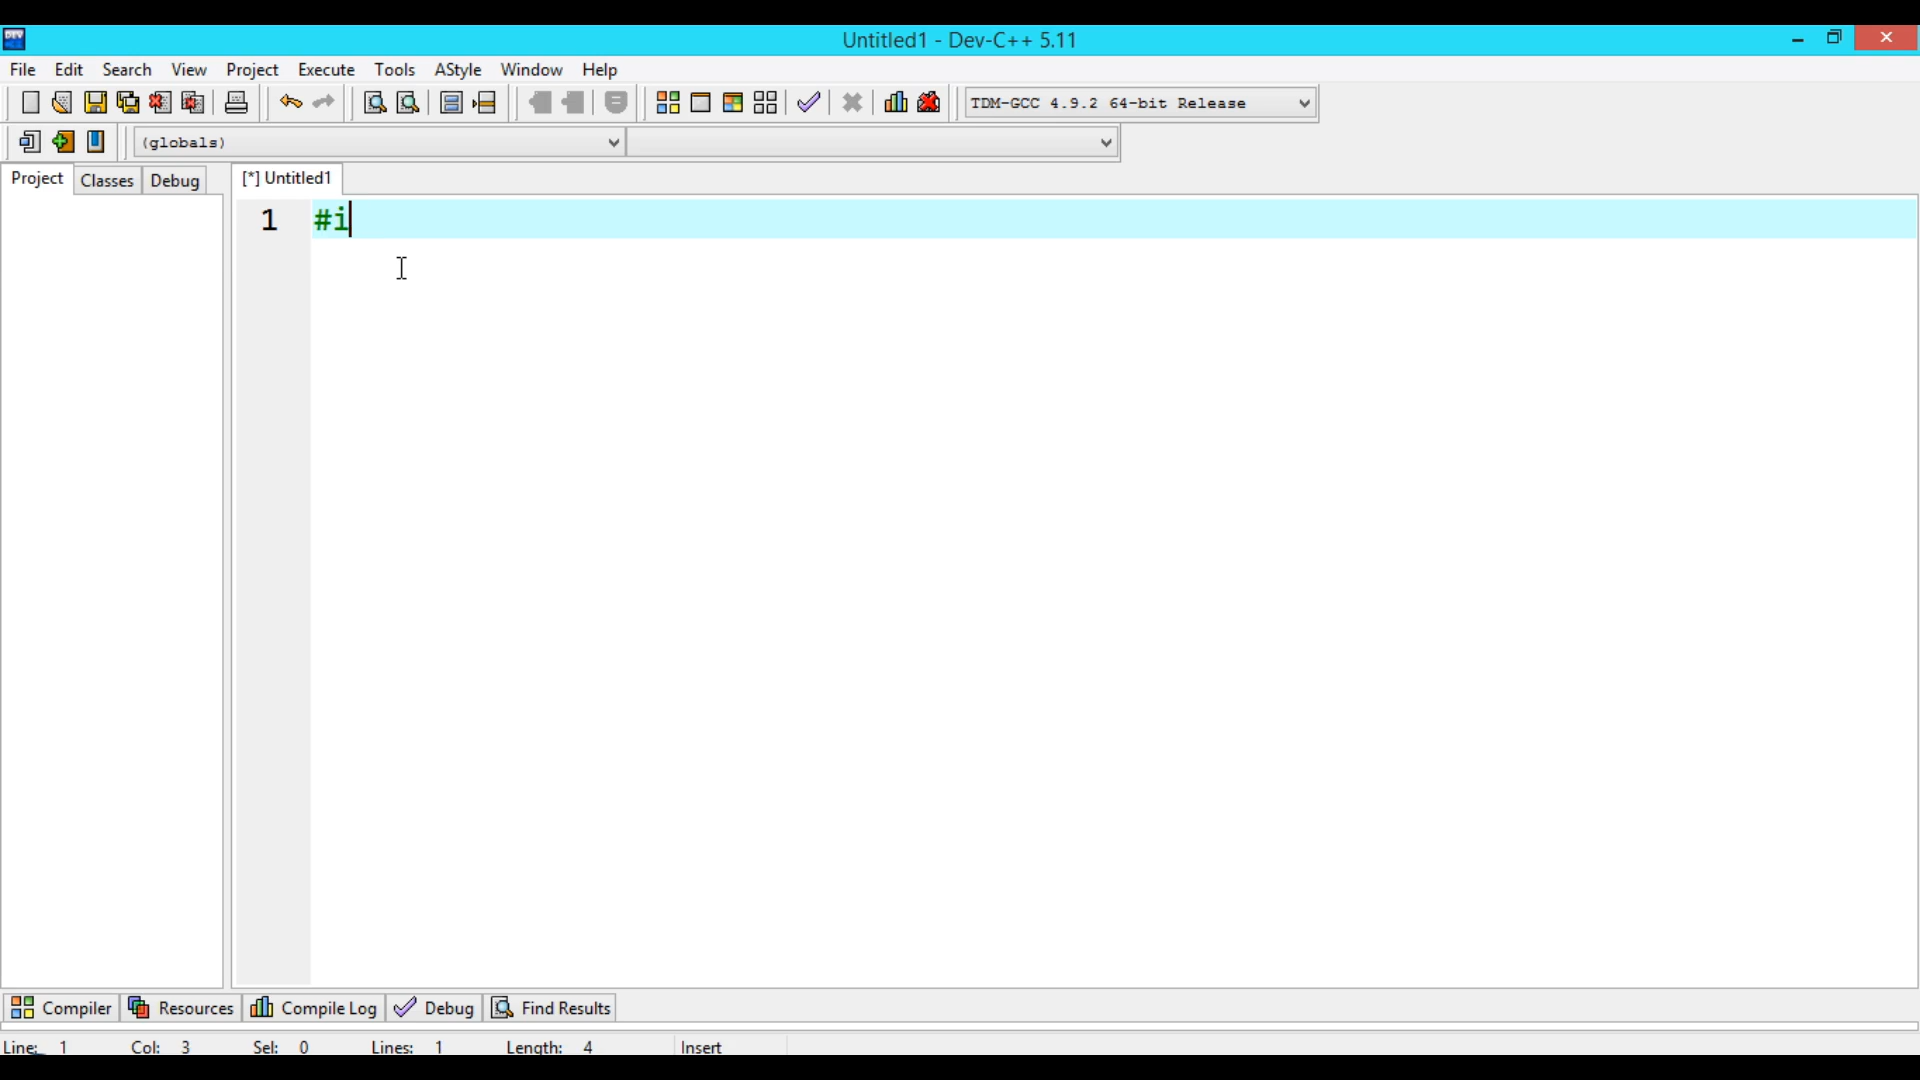 DEV
Untitled1 - Dev-C++ 5.11
File Edit Search View Project Execute Tools AStyle Window Help
TDM-GCC 4.9.2 64-bit Release
(globals)
Project Classes Debug [*] Untitled1
1 #i
Compiler Resources Compile Log Debug Find Results
Line: 1 Col: 3 Sel: 0 Lines: 1 Length: 4 Insert